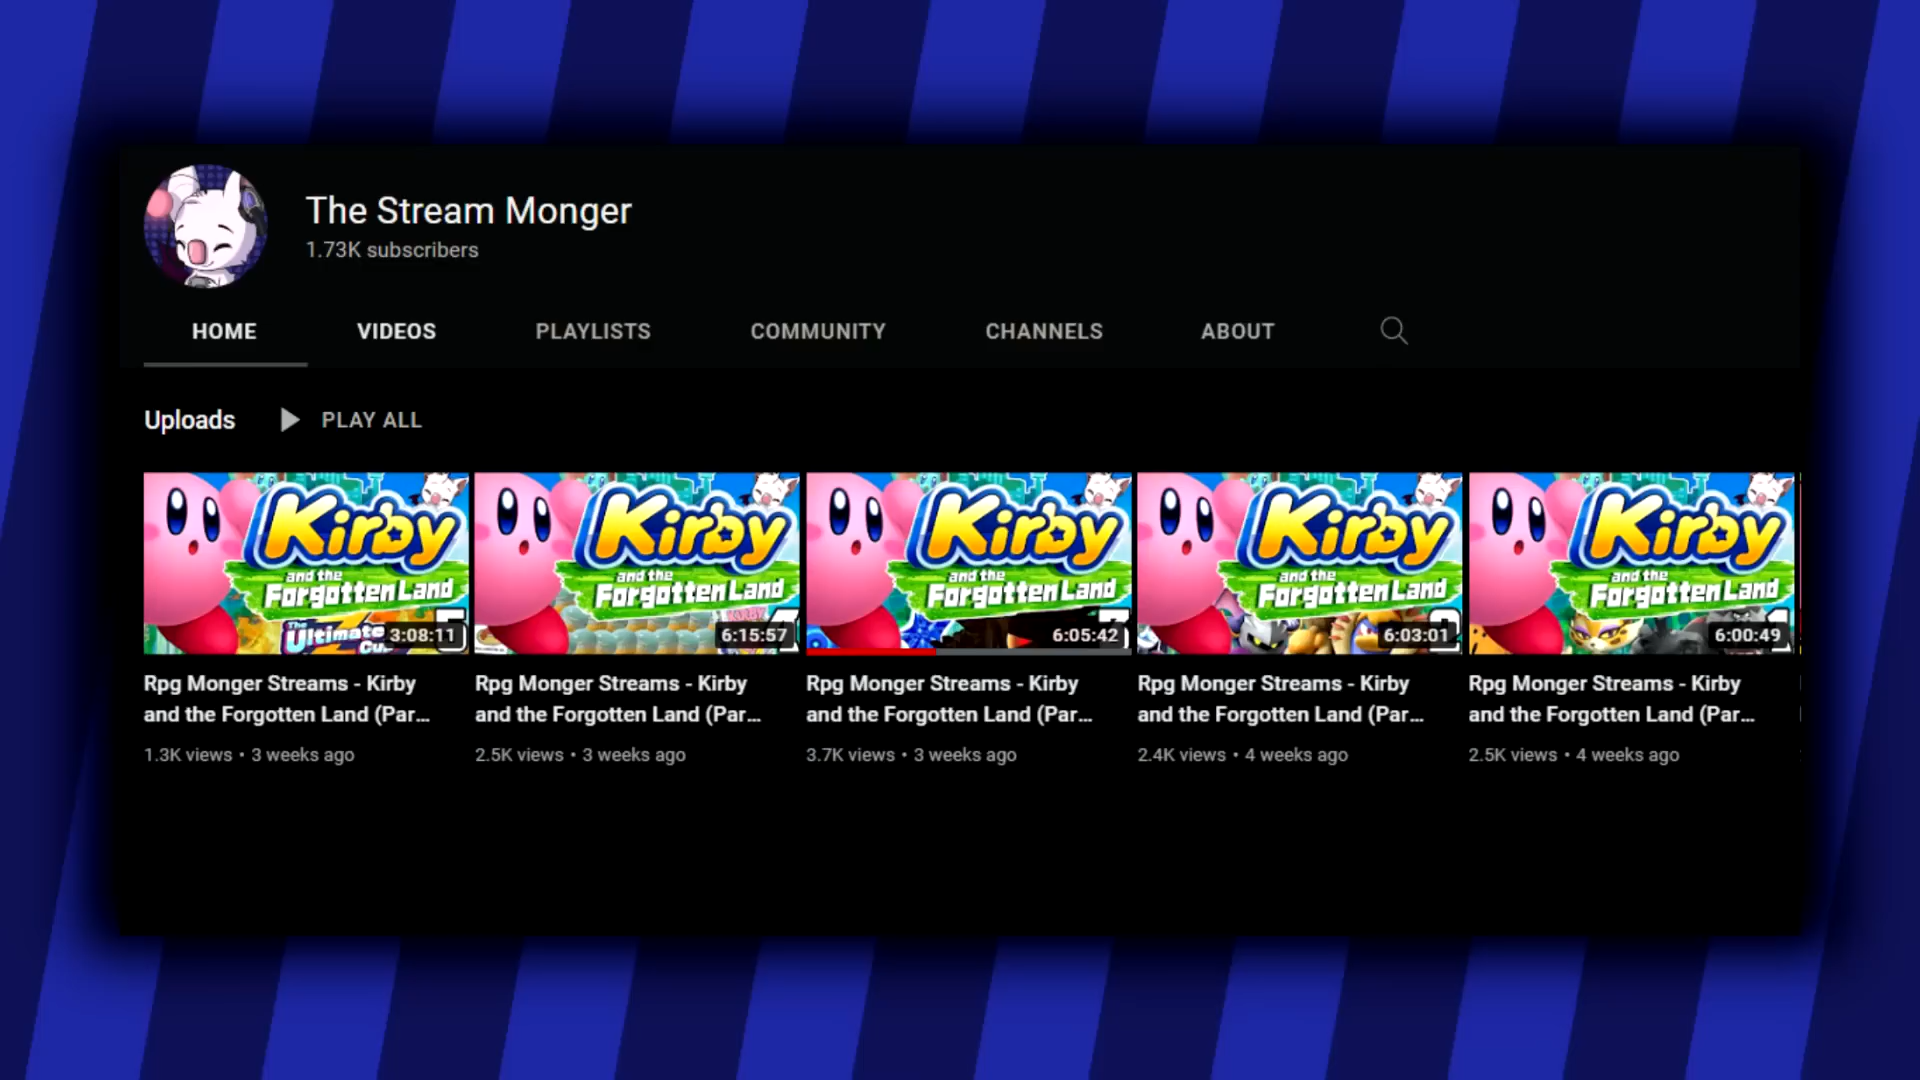 The Stream Monger
1.73K subscribers
HOME VIDEOS PLAYLISTS COMMUNITY CHANNELS ABOUT
Uploads PLAY ALL
Kirby
and the
Forgotten Land
The
Ultimate
Cup
3:08:11
Kirby
and the
Forgotten Land
6:15:57
Kirby
and the
Forgotten Land
6:05:42
Kirby
and the
Forgotten Land
6:03:01
Kirby
and the
Forgotten Land
6:00:49
Rpg Monger Streams - Kirby
and the Forgotten Land (Par...
1.3K views • 3 weeks ago
Rpg Monger Streams - Kirby
and the Forgotten Land (Par...
2.5K views • 3 weeks ago
Rpg Monger Streams - Kirby
and the Forgotten Land (Par...
3.7K views • 3 weeks ago
Rpg Monger Streams - Kirby
and the Forgotten Land (Par...
2.4K views • 4 weeks ago
Rpg Monger Streams - Kirby
and the Forgotten Land (Par...
2.5K views • 4 weeks ago